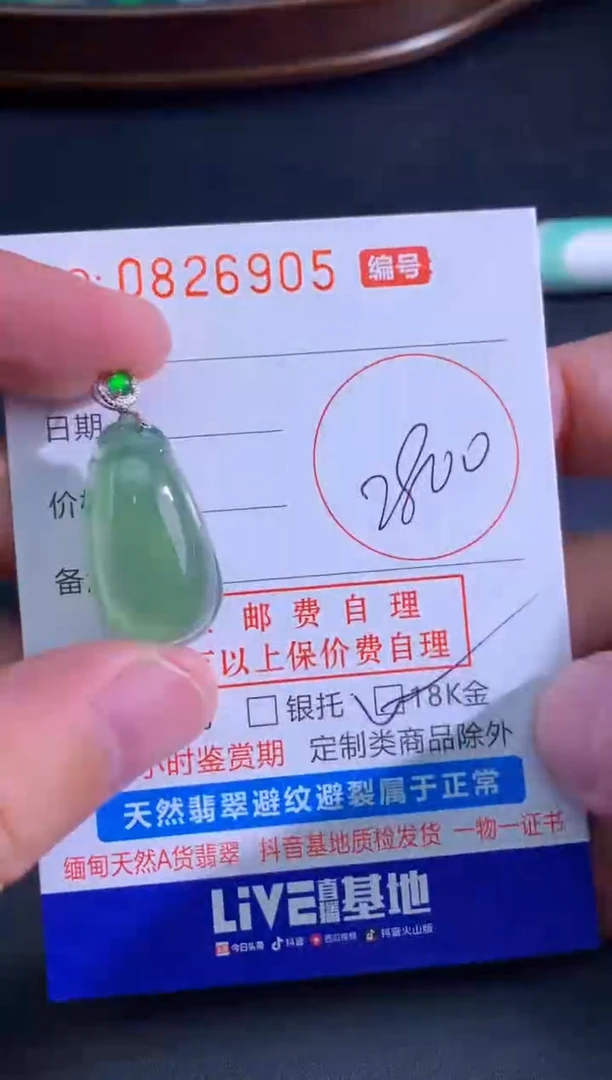 0826905 编号
日期
2800
价
备
邮费自理
以上保价费自理
银托 18K金
小时鉴赏期 定制类商品除外
天然翡翠避纹避裂属于正常
缅甸天然A货翡翠 抖音基地质检发货 一物一证书
LiVE直播基地
今日头条 抖音 西瓜视频 抖音火山版